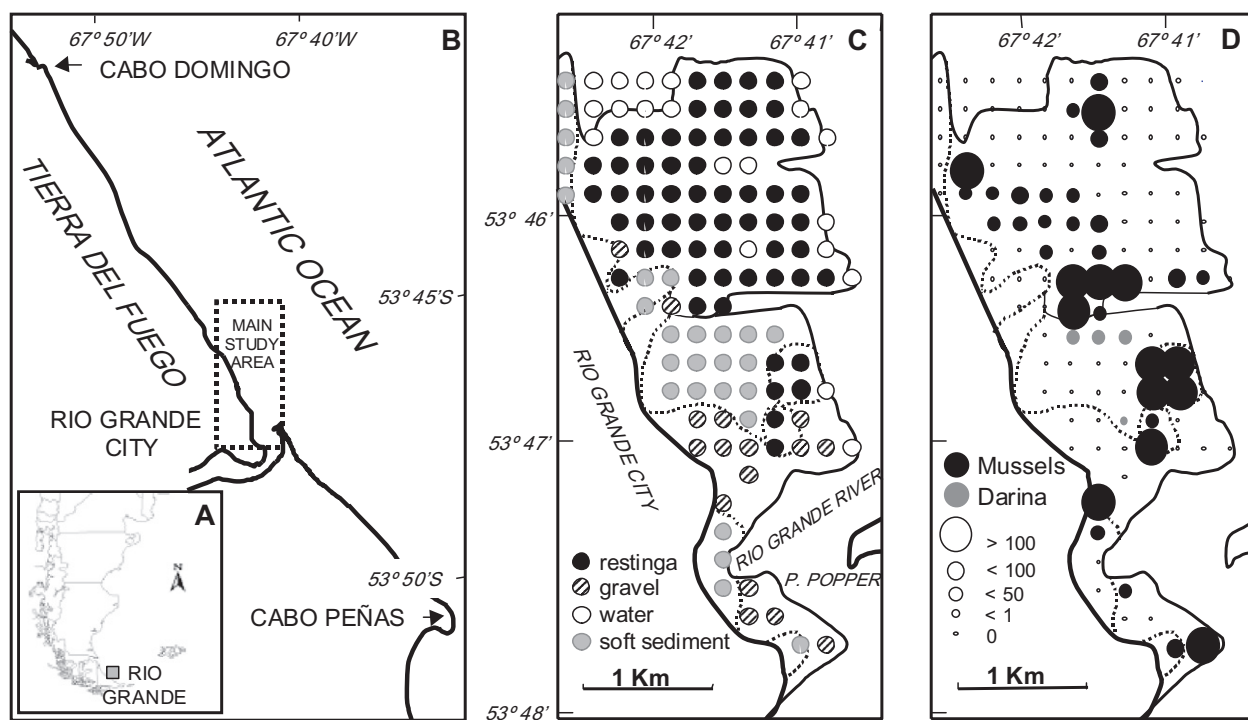 67° 50'W
67° 40'W
B
CABO DOMINGO
ATLANTIC OCEAN
TIERRA DEL FUEGO
53° 45'S
MAIN
STUDY
AREA
RIO GRANDE
CITY
53° 50'S
CABO PEÑAS
A
N
RIO
GRANDE
67° 42'
67° 41'
C
53° 46'
53° 47'
53° 48'
RIO GRANDE CITY
RIO GRANDE RIVER
P. POPPER
restinga
gravel
water
soft sediment
1 Km
67° 42'
67° 41'
D
Mussels
Darina
> 100
< 100
< 50
< 1
0
1 Km